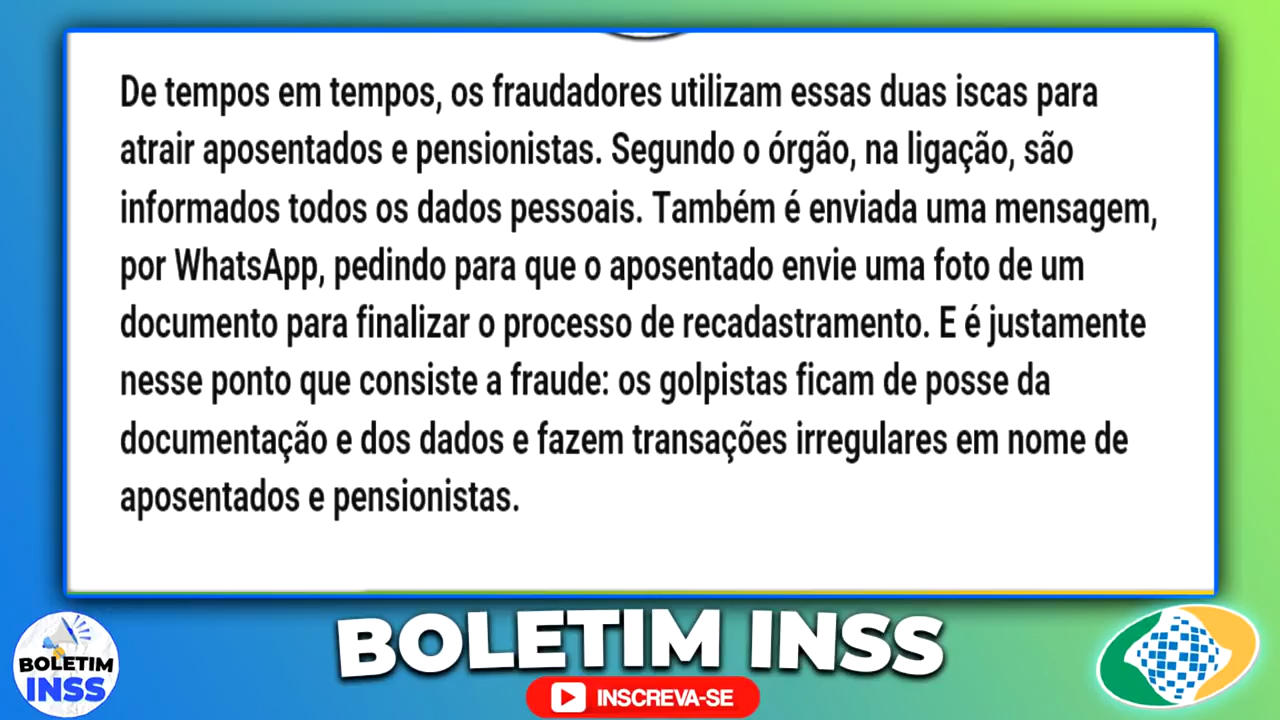 De tempos em tempos, os fraudadores utilizam essas duas iscas para
atrair aposentados e pensionistas. Segundo o órgão, na ligação, são
informados todos os dados pessoais. Também é enviada uma mensagem,
por WhatsApp, pedindo para que o aposentado envie uma foto de um
documento para finalizar o processo de recadastramento. E é justamente
nesse ponto que consiste a fraude: os golpistas ficam de posse da
documentação e dos dados e fazem transações irregulares em nome de
aposentados e pensionistas.
BOLETIM INSS
INSCREVA-SE
BOLETIM
INSS